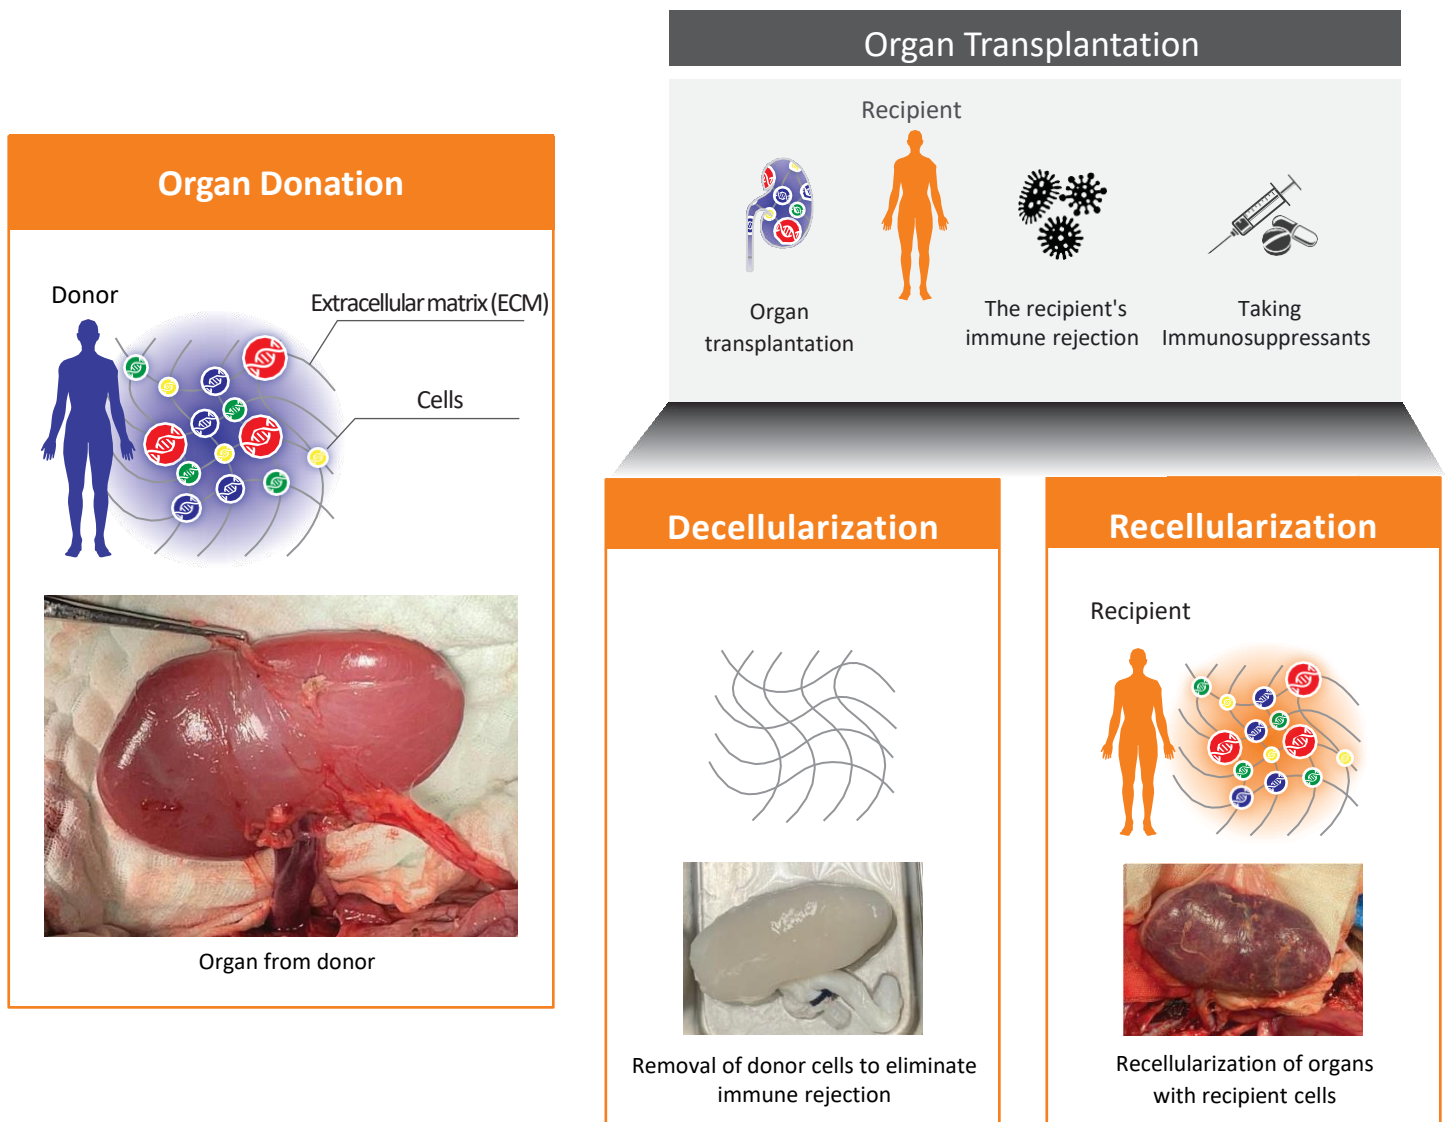 Organ Transplantation
Recipient
Organ
transplantation
The recipient's
immune rejection
Taking
Immunosuppressants
Organ Donation
Donor
Extracellular matrix (ECM)
Cells
Organ from donor
Decellularization
Removal of donor cells to eliminate
immune rejection
Recellularization
Recipient
Recellularization of organs
with recipient cells